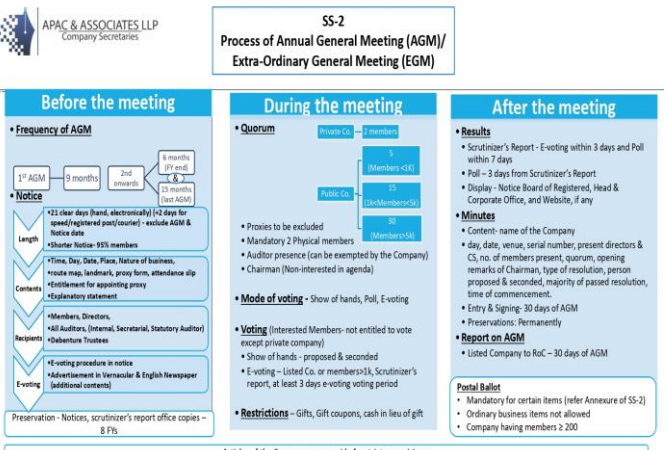 APAC & ASSOCIATES LLP
Company Secretaries
SS-2
Process of Annual General Meeting (AGM)/
Extra-Ordinary General Meeting (EGM)
Before the meeting
• Frequency of AGM
1st AGM
9 months
2nd
onwards
6 months
(FY end)
&
15 months
(last AGM)
• Notice
Length
•21 clear days (hand, electronically) (+2 days for
speed/registered post/courier) - exclude AGM &
Notice date
•Shorter Notice- 95% members
Contents
•Time, Day, Date, Place, Nature of business,
•route map, landmark, proxy form, attendance slip
•Entitlement for appointing proxy
•Explanatory statement
Recipients
•Members, Directors,
•All Auditors, (Internal, Secretarial, Statutory Auditor)
•Debenture Trustees
E-voting
•E-voting procedure in notice
•Advertisement in Vernacular & English Newspaper
(additional contents)
Preservation - Notices, scrutinizer's report office copies –
8 FYs
During the meeting
• Quorum
Private Co.
2 members
Public Co.
5
(Members <1k)
15
(1k<Members<5k)
30
(Members>5k)
• Proxies to be excluded
• Mandatory 2 Physical members
• Auditor presence (can be exempted by the Company)
• Chairman (Non-interested in agenda)
• Mode of voting - Show of hands, Poll, E-voting
• Voting (Interested Members- not entitled to vote
except private company)
• Show of hands - proposed & seconded
• E-voting – Listed Co. or members>1k, Scrutinizer's
report, at least 3 days e-voting voting period
• Restrictions – Gifts, Gift coupons, cash in lieu of gift
After the meeting
• Results
• Scrutinizer's Report - E-voting within 3 days and Poll
within 7 days
• Poll – 3 days from Scrutinizer's Report
• Display - Notice Board of Registered, Head &
Corporate Office, and Website, if any
• Minutes
• Content- name of the Company
• day, date, venue, serial number, present directors &
CS, no. of members present, quorum, opening
remarks of Chairman, type of resolution, person
proposed & seconded, majority of passed resolution,
time of commencement.
• Entry & Signing- 30 days of AGM
• Preservations: Permanently
• Report on AGM
• Listed Company to RoC – 30 days of AGM
Postal Ballot
• Mandatory for certain items (refer Annexure of SS-2)
• Ordinary business items not allowed
• Company having members ≥ 200